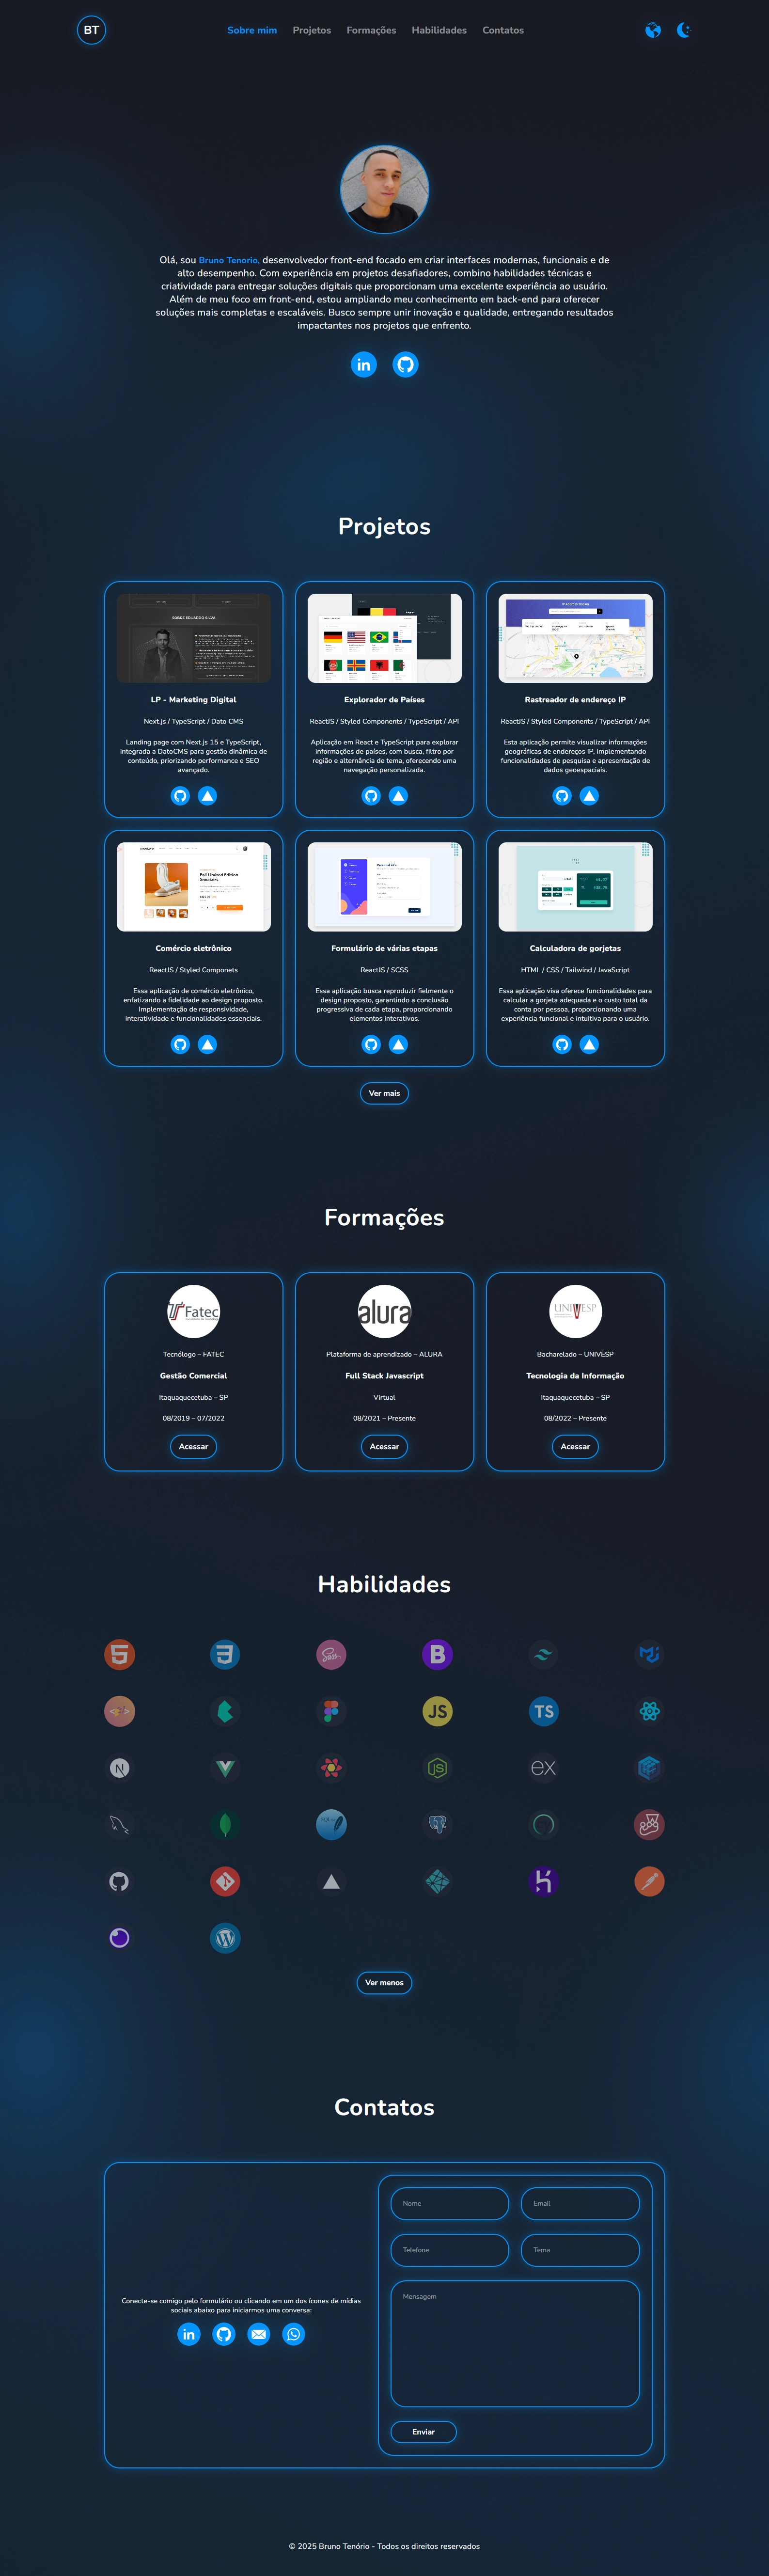 BT
Sobre mim
Projetos
Formações
Habilidades
Contatos
Olá, sou Bruno Tenorio, desenvolvedor front-end focado em criar interfaces modernas, funcionais e de
alto desempenho. Com experiência em projetos desafiadores, combino habilidades técnicas e
criatividade para entregar soluções digitais que proporcionam uma excelente experiência ao usuário.
Além de meu foco em front-end, estou ampliando meu conhecimento em back-end para oferecer
soluções mais completas e escaláveis. Busco sempre unir inovação e qualidade, entregando resultados
impactantes nos projetos que enfrento.
in
Projetos
SOBRE EDUARDO SILVA
LP - Marketing Digital
Next.js / TypeScript / Dato CMS
Landing page com Next.js 15 e TypeScript,
integrada a DatoCMS para gestão dinâmica de
conteúdo, priorizando performance e SEO
avançado.
Explorador de Países
ReactJS / Styled Components / TypeScript / API
Aplicação em React e TypeScript para explorar
informações de países, com busca, filtro por
região e alternância de tema, oferecendo uma
navegação personalizada.
Rastreador de endereço IP
ReactJS / Styled Components / TypeScript / API
Esta aplicação permite visualizar informações
geográficas de endereços IP, implementando
funcionalidades de pesquisa e apresentação de
dados geoespaciais.
Fall Limited Edition
Sneakers
Comércio eletrônico
ReactJS / Styled Componets
Essa aplicação de comércio eletrônico,
enfatizando a fidelidade ao design proposto.
Implementação de responsividade,
interatividade e funcionalidades essenciais.
Personal info
Formulário de várias etapas
ReactJS / SCSS
Essa aplicação busca reproduzir fielmente o
design proposto, garantindo a conclusão
progressiva de cada etapa, proporcionando
elementos interativos.
Calculadora de gorjetas
HTML / CSS / Tailwind / JavaScript
Essa aplicação visa oferece funcionalidades para
calcular a gorjeta adequada e o custo total da
conta por pessoa, proporcionando uma
experiência funcional e intuitiva para o usuário.
Ver mais
Formações
Fatec
Tecnólogo – FATEC
Gestão Comercial
Itaquaquecetuba – SP
08/2019 – 07/2022
Acessar
alura
Plataforma de aprendizado – ALURA
Full Stack Javascript
Virtual
08/2021 – Presente
Acessar
UNIVESP
Bacharelado – UNIVESP
Tecnologia da Informação
Itaquaquecetuba – SP
08/2022 – Presente
Acessar
Habilidades
Sass
B
JS
TS
N
JS
ex
Ver menos
Contatos
Conecte-se comigo pelo formulário ou clicando em um dos ícones de mídias
sociais abaixo para iniciarmos uma conversa:
in
Nome
Email
Telefone
Tema
Mensagem
Enviar
© 2025 Bruno Tenório - Todos os direitos reservados